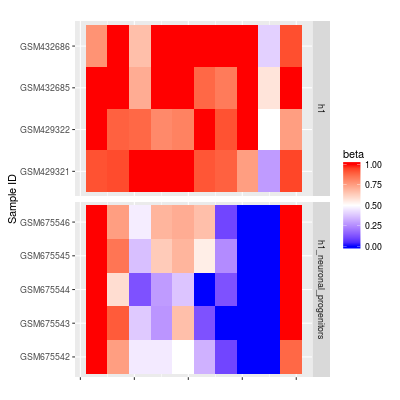 Sample ID
GSM432686
GSM432685
GSM429322
GSM429321
h1
GSM675546
GSM675545
GSM675544
GSM675543
GSM675542
h1_neuronal_progenitors
beta
1.00
0.75
0.50
0.25
0.00